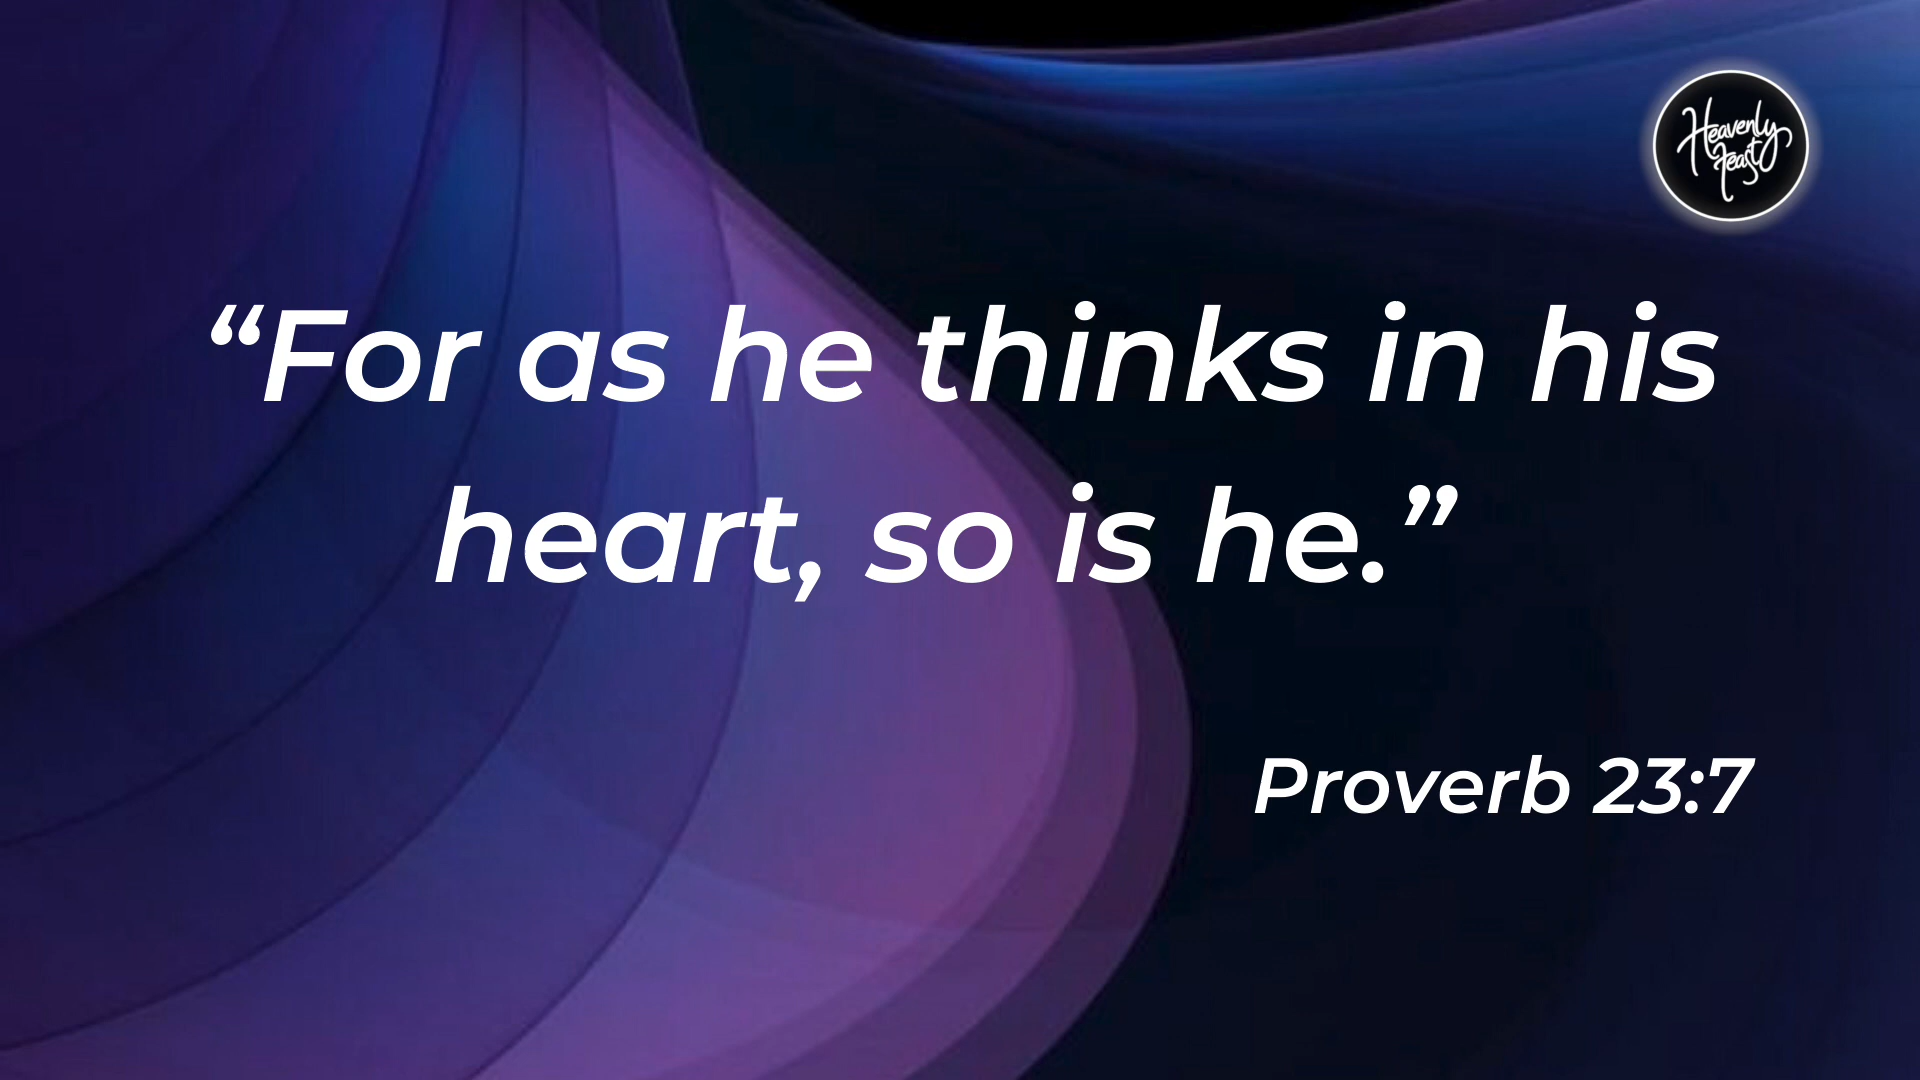 Heavenly
Feast
“For as he thinks in his
heart, so is he.”
Proverb 23:7